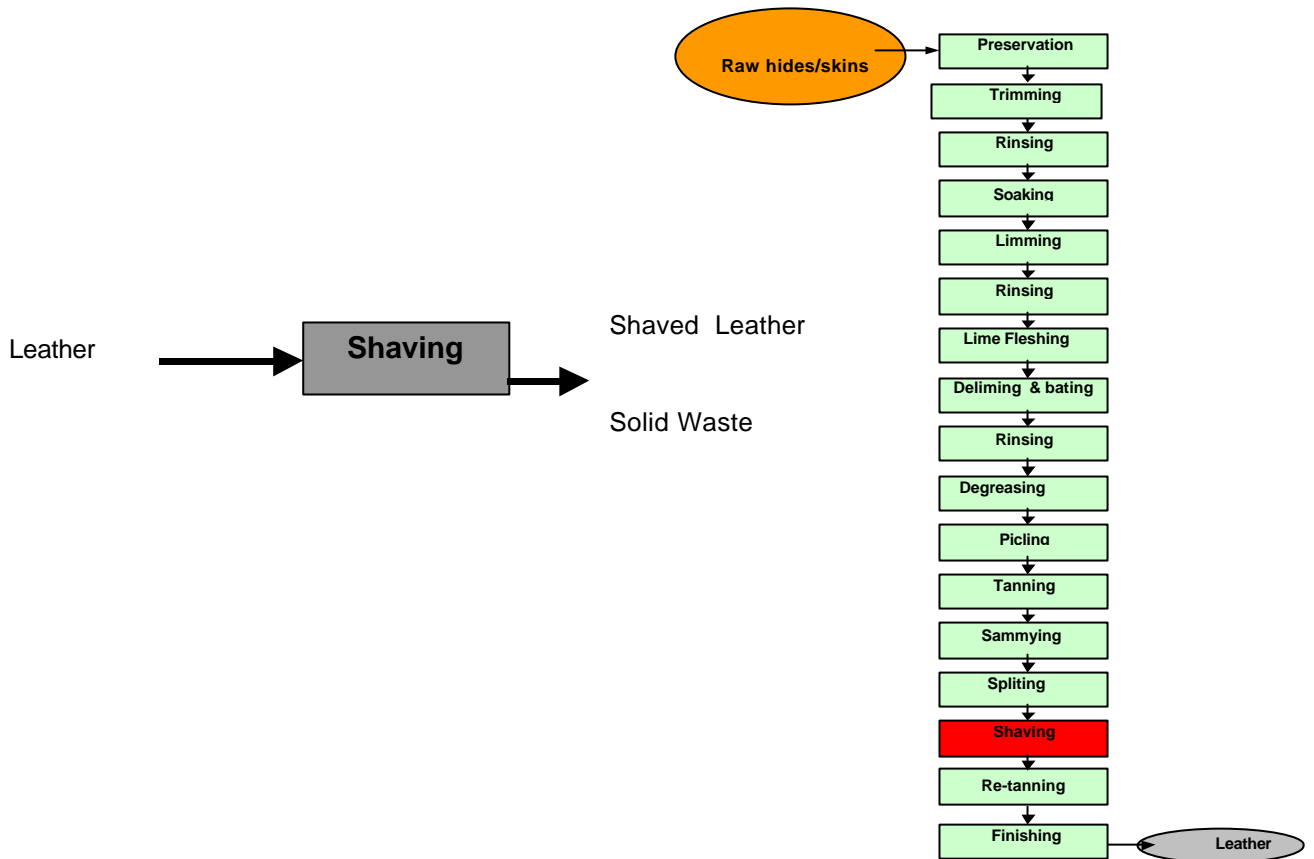 Raw hides/skins
Preservation
Trimming
Rinsing
Soaking
Limming
Rinsing
Lime Fleshing
Deliming & bating
Rinsing
Degreasing
Picling
Tanning
Sammying
Spliting
Shaving
Re-tanning
Finishing
Leather
Leather
Shaving
Shaved Leather
Solid Waste